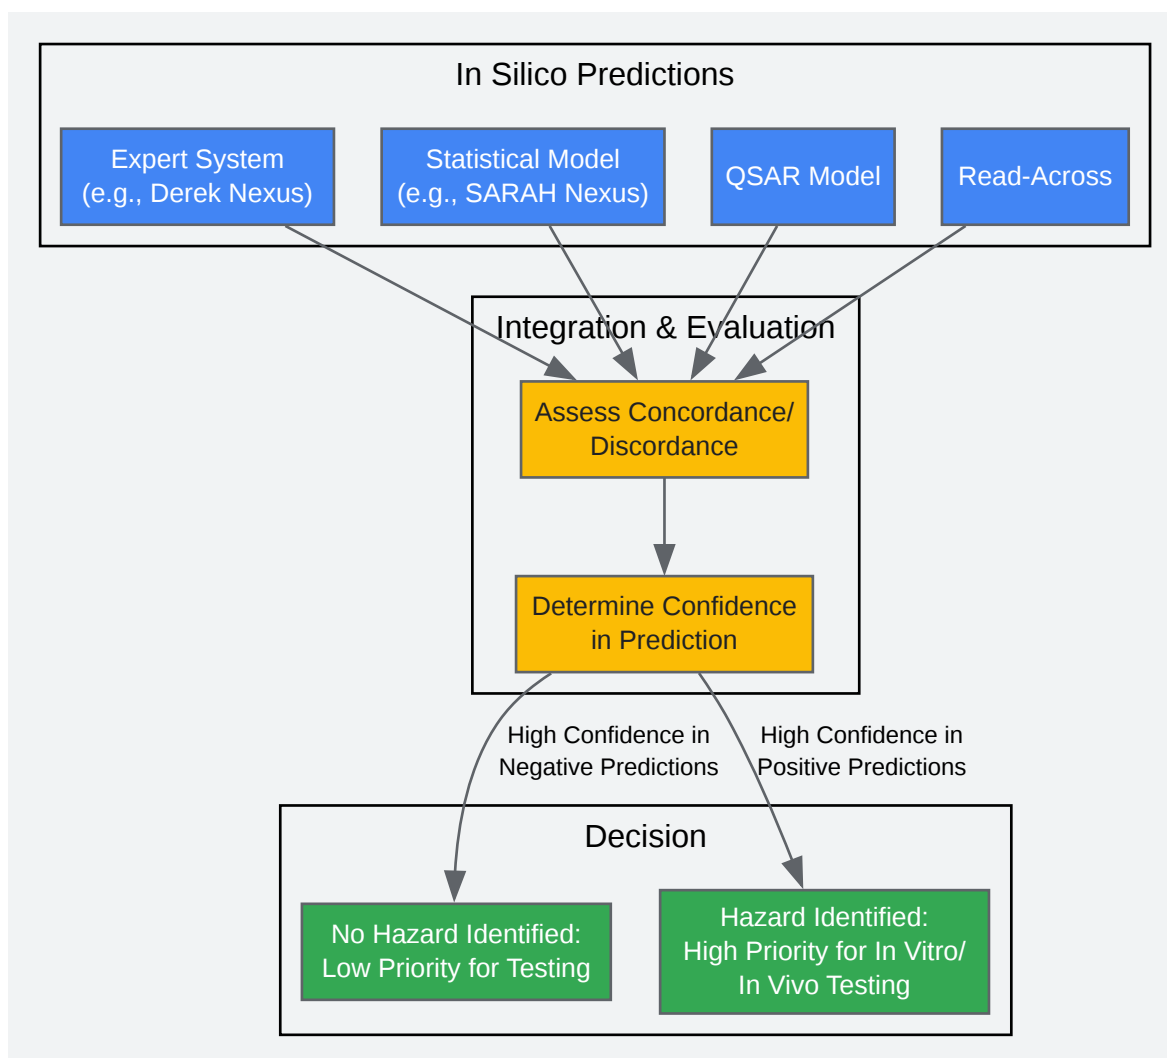 In Silico Predictions
Expert System
(e.g., Derek Nexus)
Statistical Model
(e.g., SARAH Nexus)
QSAR Model
Read-Across
Integration & Evaluation
Assess Concordance/
Discordance
Determine Confidence
in Prediction
High Confidence in
Negative Predictions
High Confidence in
Positive Predictions
Decision
No Hazard Identified:
Low Priority for Testing
Hazard Identified:
High Priority for In Vitro/
In Vivo Testing